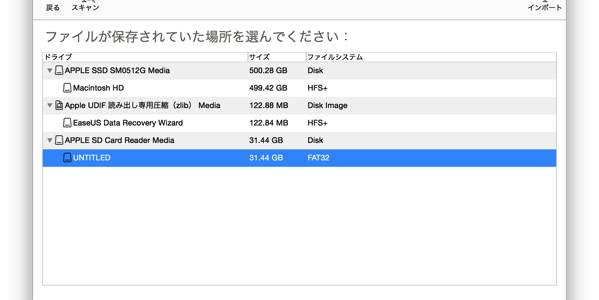 戻る スキャン インポート
ファイルが保存されていた場所を選んでください：
ドライブ サイズ ファイルシステム
APPLE SSD SM0512G Media 500.28 GB Disk
Macintosh HD 499.42 GB HFS+
Apple UDIF 読み出し専用圧縮（zlib） Media 122.88 MB Disk Image
EaseUS Data Recovery Wizard 122.84 MB HFS+
APPLE SD Card Reader Media 31.44 GB Disk
UNTITLED 31.44 GB FAT32